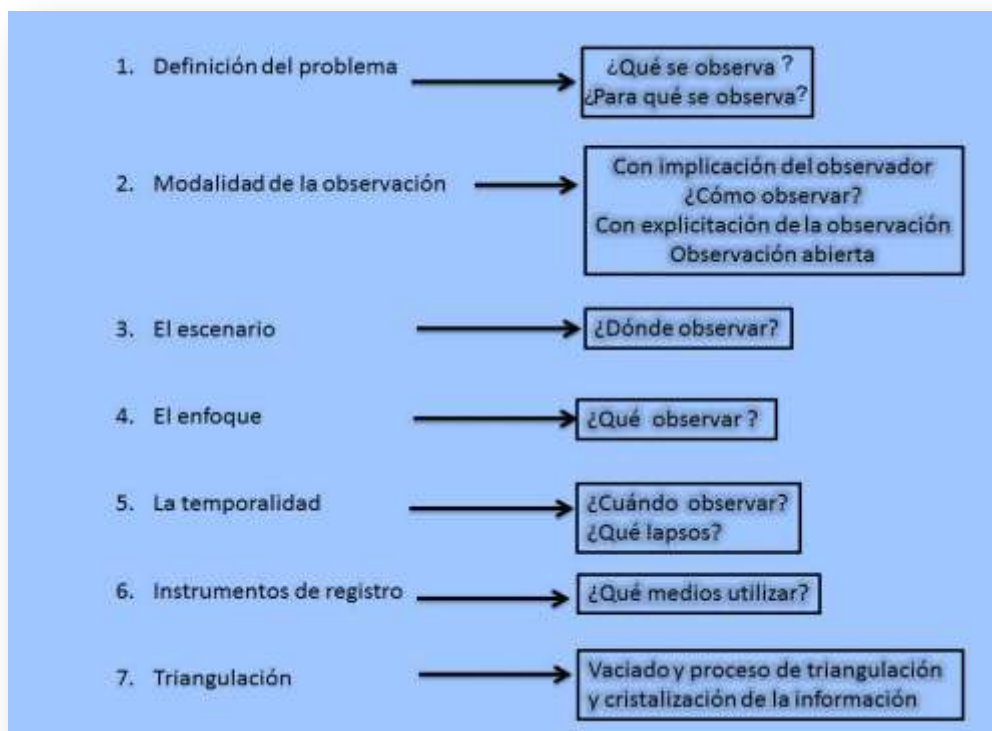 1. Definición del problema
¿Qué se observa ?
¿Para qué se observa?
2. Modalidad de la observación
Con implicación del observador
¿Cómo observar?
Con explicitación de la observación
Observación abierta
3. El escenario
¿Dónde observar?
4. El enfoque
¿Qué observar ?
5. La temporalidad
¿Cuándo observar?
¿Qué lapsos?
6. Instrumentos de registro
¿Qué medios utilizar?
7. Triangulación
Vaciado y proceso de triangulación
y cristalización de la información